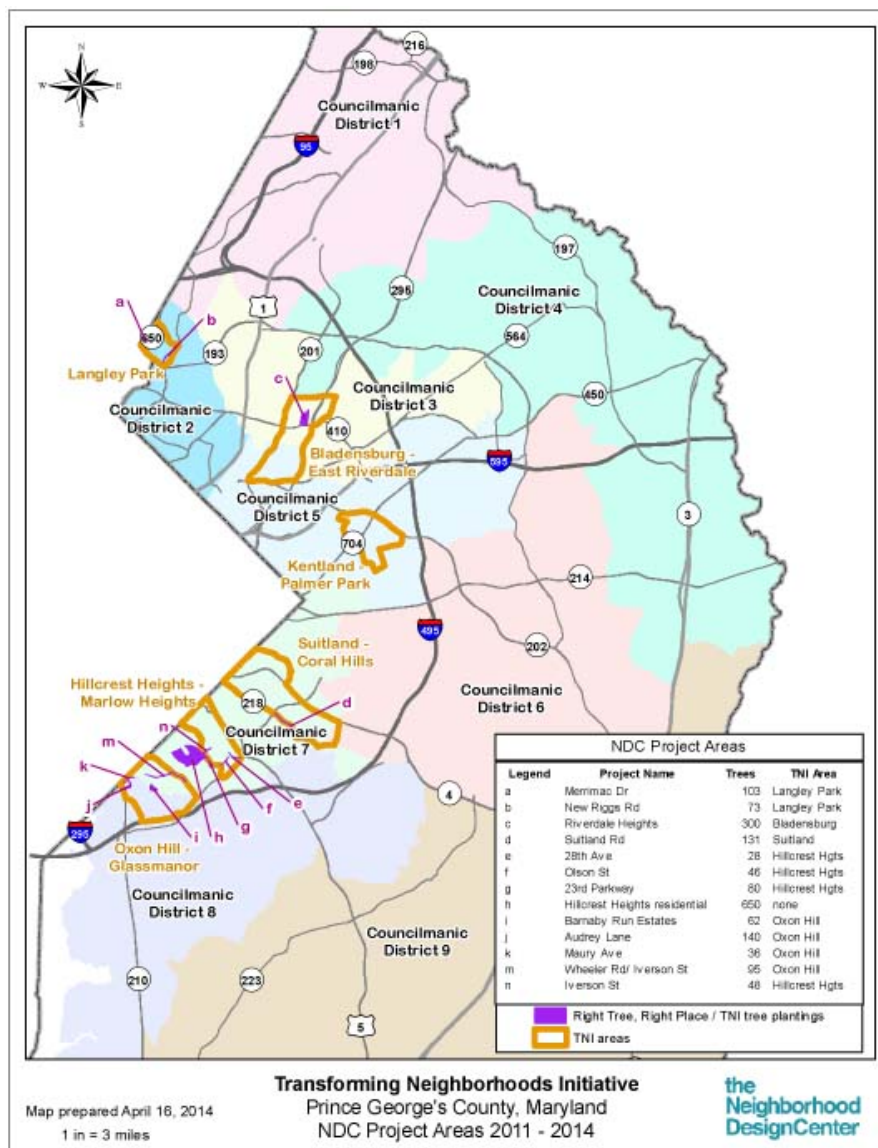 N
W
E
S
216
198
Councilmanic
District 1
95
197
295
Councilmanic
District 4
1
a
b
650
193
201
564
Langley Park
c
Councilmanic
District 3
450
Councilmanic
District 2
410
Bladensburg -
East Riverdale
595
Councilmanic
District 5
3
704
Kentland -
Palmer Park
214
495
202
Suitland -
Coral Hills
Hillcrest Heights -
Marlow Heights
218
d
Councilmanic
District 6
n
Councilmanic
District 7
m
k
j
e
f
g
h
i
4
295
Oxon Hill -
Glassmanor
Councilmanic
District 8
Councilmanic
District 9
210
223
5
NDC Project Areas
Legend Project Name Trees TNI Area
a Merrimac Dr 103 Langley Park
b New Riggs Rd 73 Langley Park
c Riverdale Heights 300 Bladensburg
d Suitland Rd 131 Suitland
e 28th Ave 28 Hillcrest Hgts
f Olson St 46 Hillcrest Hgts
g 23rd Parkway 80 Hillcrest Hgts
h Hillcrest Heights residential 650 none
i Barnaby Run Estates 62 Oxon Hill
j Audrey Lane 140 Oxon Hill
k Maury Ave 36 Oxon Hill
m Wheeler Rd/ Iverson St 95 Oxon Hill
n Iverson St 48 Hillcrest Hgts
Right Tree, Right Place / TNI tree plantings
TNI areas
Map prepared April 16, 2014
1 in = 3 miles
Transforming Neighborhoods Initiative
Prince George's County, Maryland
NDC Project Areas 2011 - 2014
the
Neighborhood
DesignCenter